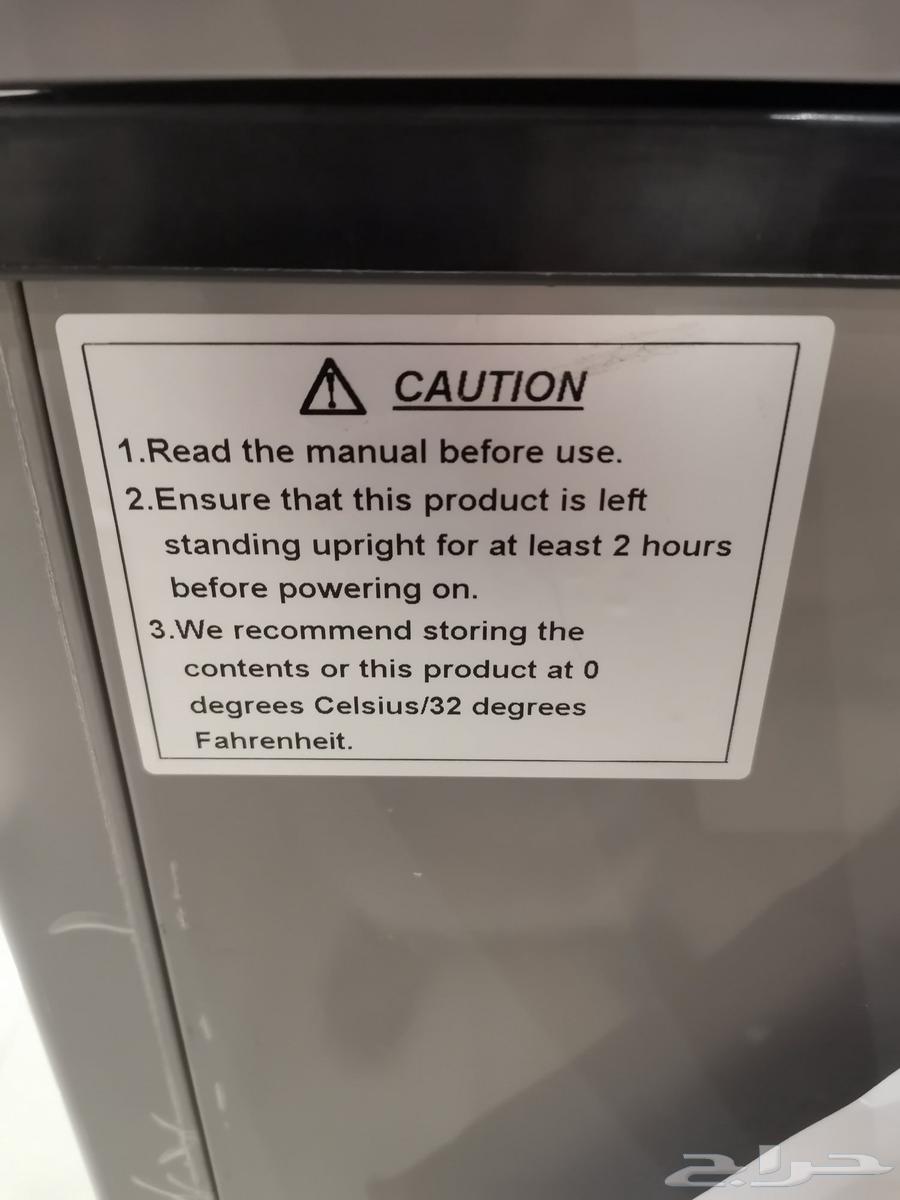 CAUTION
1.Read the manual before use.
2.Ensure that this product is left
standing upright for at least 2 hours
before powering on.
3.We recommend storing the
contents or this product at 0
degrees Celsius/32 degrees
Fahrenheit.
حراج